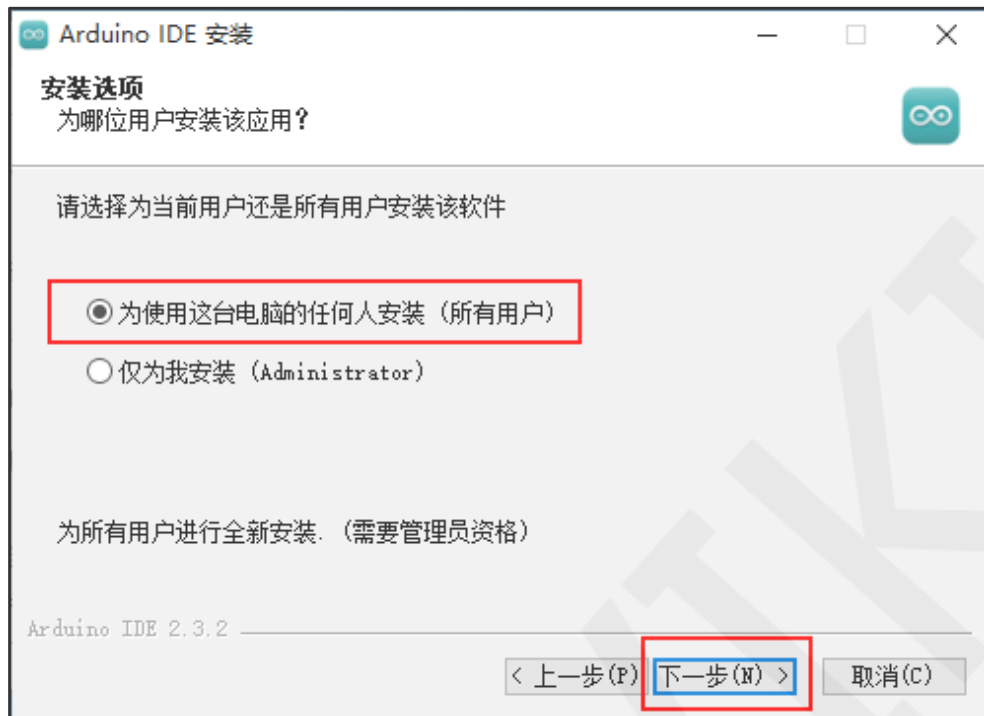 Arduino IDE 安装
安装选项
为哪位用户安装该应用？
请选择为当前用户还是所有用户安装该软件
为使用这台电脑的任何人安装（所有用户）
仅为我安装（Administrator）
为所有用户进行全新安装. （需要管理员资格）
Arduino IDE 2.3.2
< 上一步(P) 下一步(N) > 取消(C)